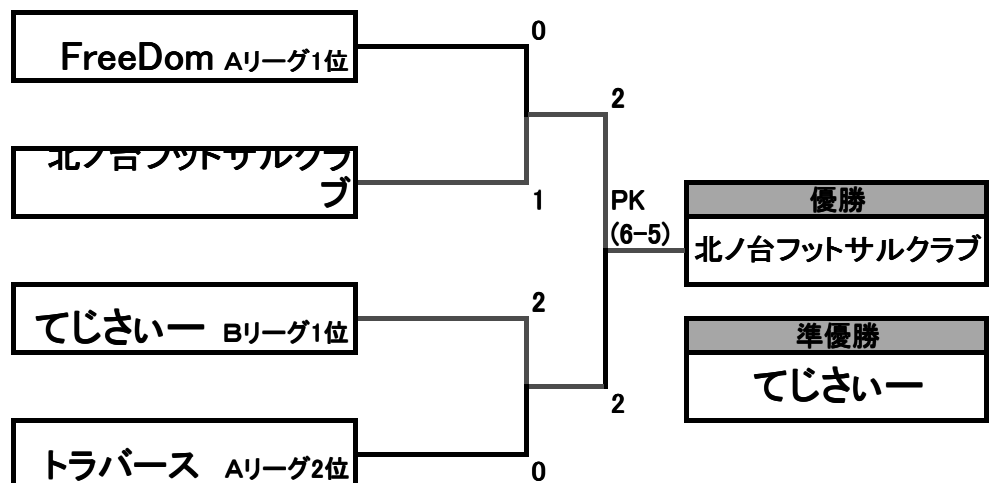 0
FreeDom Aリーグ1位
2
北ノ台フットサルクラ
ブ
1
PK
(6-5)
優勝
北ノ台フットサルクラブ
2
てじさぃー Bリーグ1位
準優勝
てじさぃー
2
トラバース Aリーグ2位
0